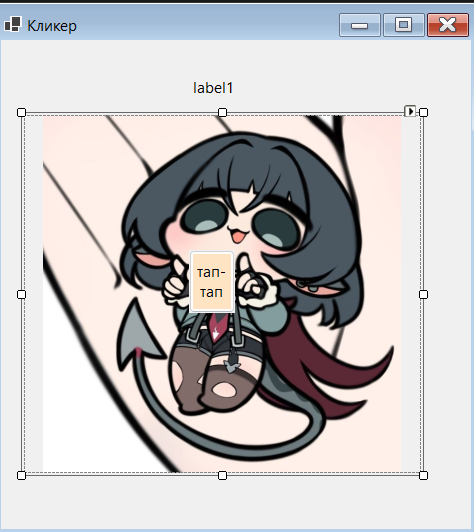 Кликер
label1
тап-
тап